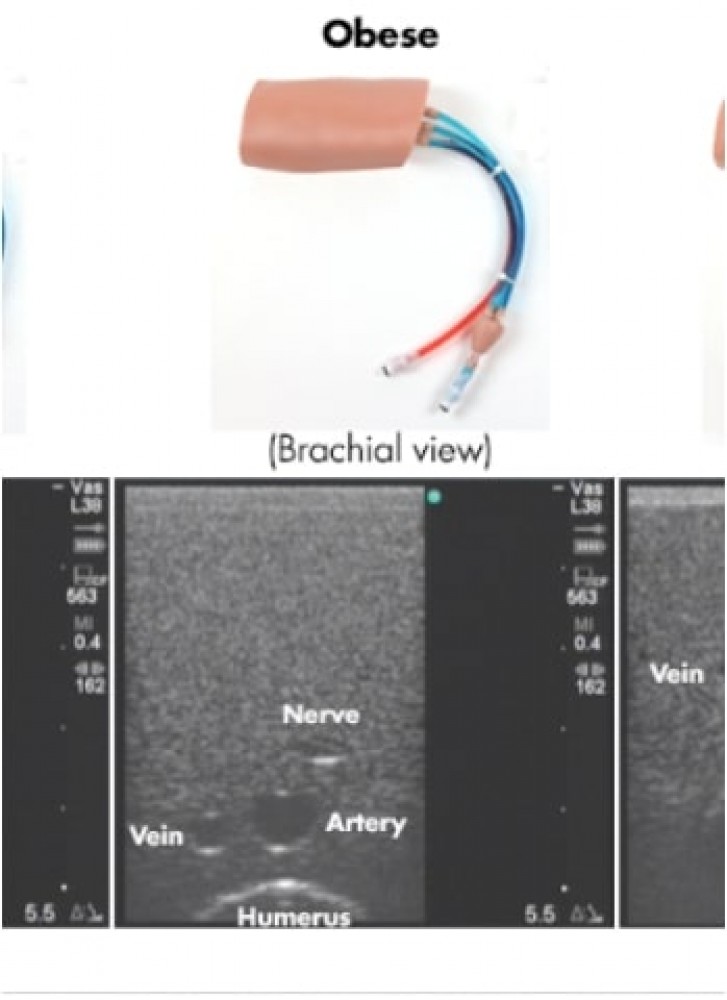 Obese
(Brachial view)
Vas
L38
563
MI
0.4
162
5.5
Nerve
Vein
Artery
Humerus
Vas
L38
563
MI
0.4
162
5.5
Vein